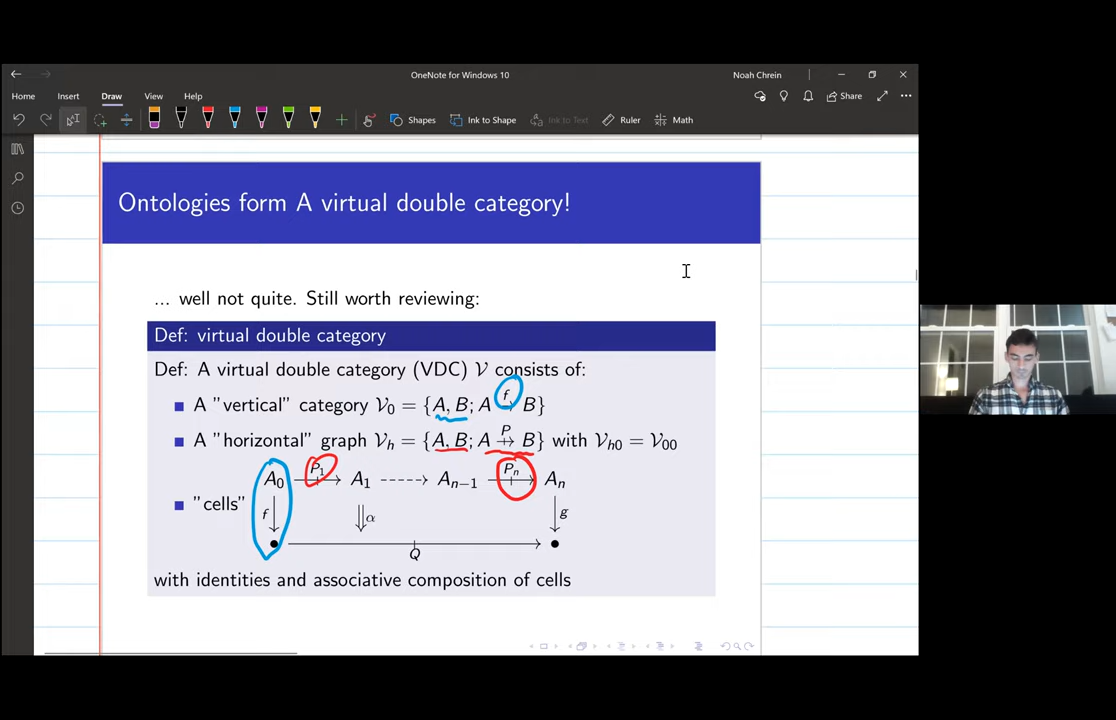 OneNote for Windows 10
Noah Chrein
Home Insert Draw View Help
Share
Shapes Ink to Shape Ink to Text Ruler Math
Ontologies form A virtual double category!
... well not quite. Still worth reviewing:
Def: virtual double category
Def: A virtual double category (VDC) 𝒱 consists of:
■ A "vertical" category 𝒱₀ = {A, B; A →^f B}
■ A "horizontal" graph 𝒱ₕ = {A, B; A ⇸^P B} with 𝒱ₕ₀ = 𝒱₀₀
P₁ Pₙ
A₀ A₁ Aₙ₋₁ Aₙ
■ "cells" f ⇓α g
Q
with identities and associative composition of cells